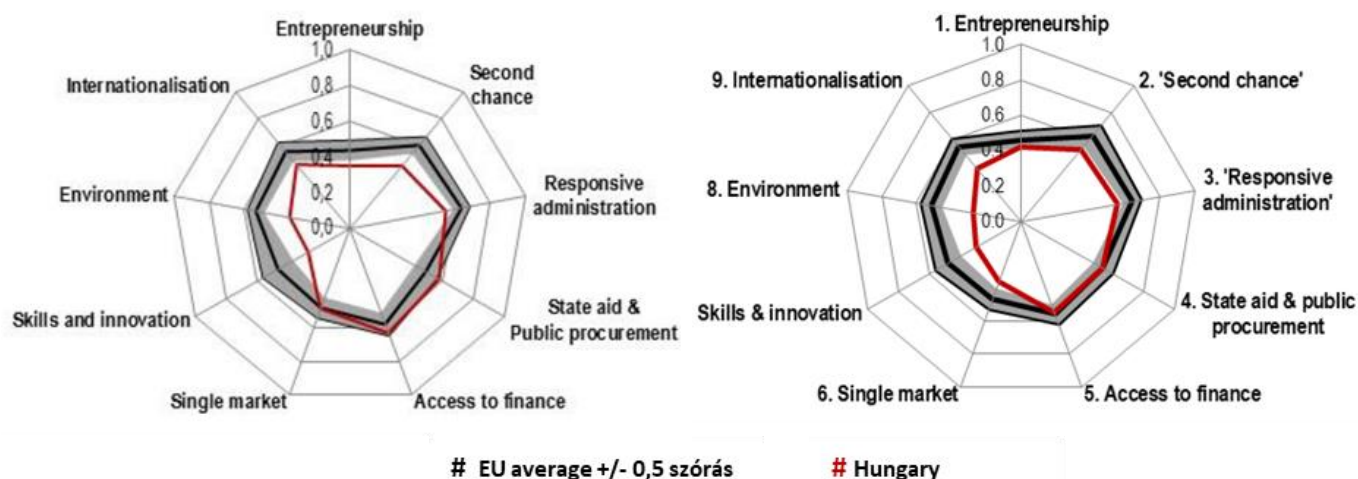 Entrepreneurship
1,0
0,8
0,6
0,4
0,2
0,0
Second
chance
Responsive
administration
State aid &
Public procurement
Access to finance
Single market
Skills and innovation
Environment
Internationalisation
1. Entrepreneurship
1.0
0.8
0.6
0.4
0.2
0.0
2. 'Second chance'
3. 'Responsive
administration'
4. State aid & public
procurement
5. Access to finance
6. Single market
Skills & innovation
8. Environment
9. Internationalisation
# EU average +/- 0,5 szórás
# Hungary